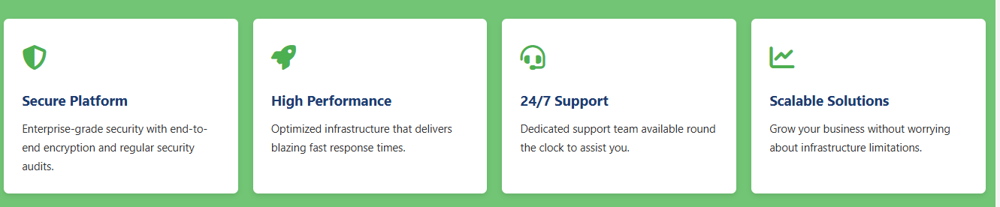 Secure Platform
Enterprise-grade security with end-to-
end encryption and regular security
audits.
High Performance
Optimized infrastructure that delivers
blazing fast response times.
24/7 Support
Dedicated support team available round
the clock to assist you.
Scalable Solutions
Grow your business without worrying
about infrastructure limitations.